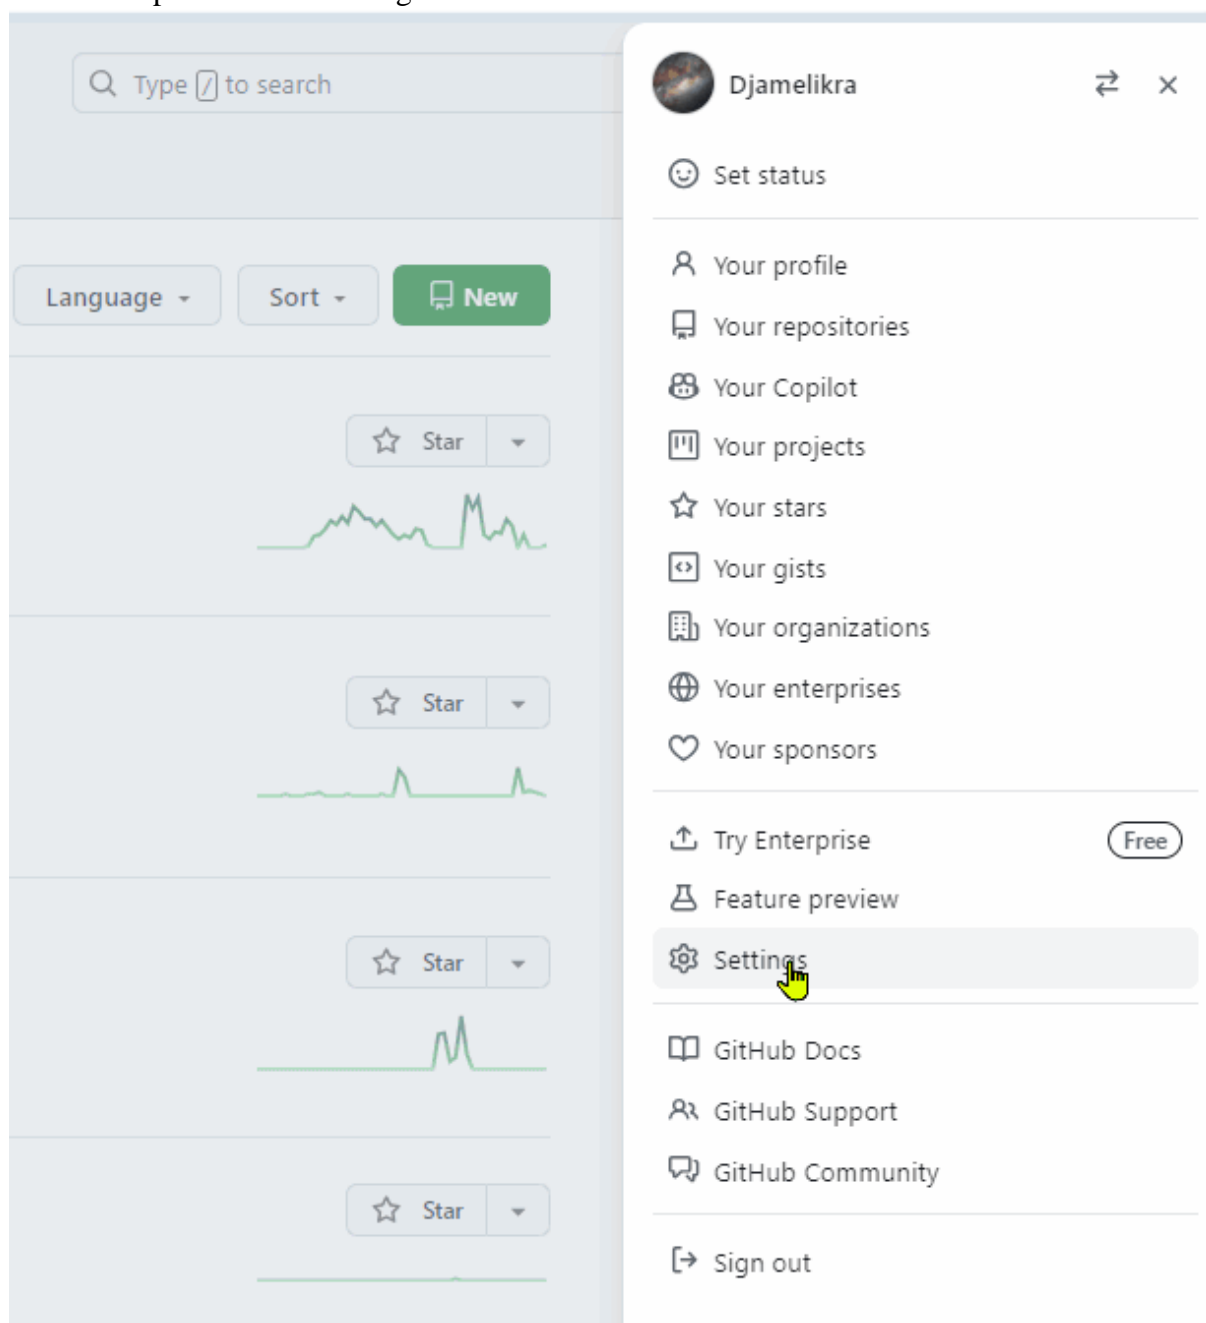 Type / to search
Djamelikra
Set status
Language
Sort
New
Your profile
Your repositories
Your Copilot
Your projects
Your stars
Your gists
Your organizations
Your enterprises
Your sponsors
Star
Star
Star
Star
Try Enterprise
Free
Feature preview
Settings
GitHub Docs
GitHub Support
GitHub Community
Sign out